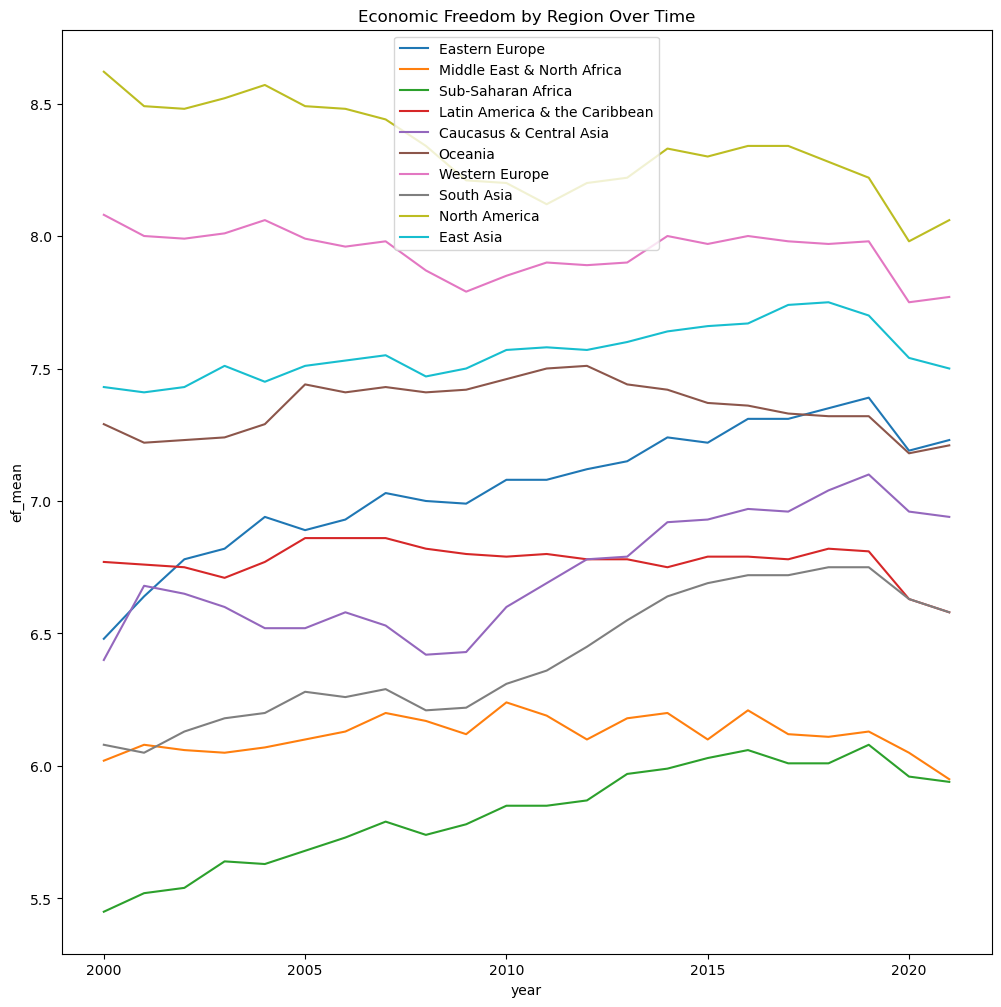 Economic Freedom by Region Over Time
Eastern Europe
Middle East & North Africa
Sub-Saharan Africa
Latin America & the Caribbean
Caucasus & Central Asia
Oceania
Western Europe
South Asia
North America
East Asia
8.5
8.0
7.5
7.0
6.5
6.0
5.5
ef_mean
2000
2005
2010
2015
2020
year